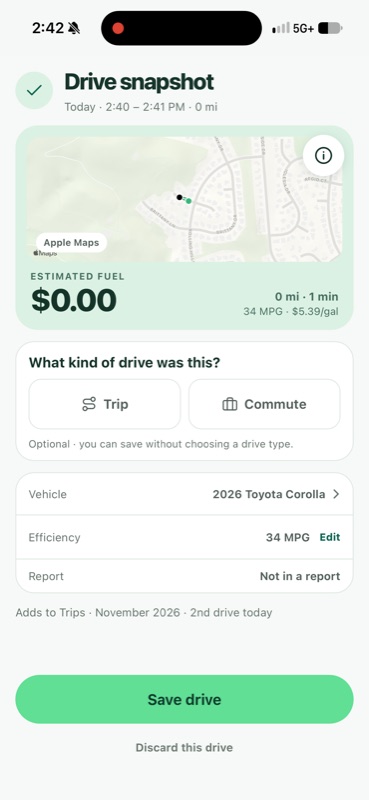 2:42
5G+
Drive snapshot
Today · 2:40 – 2:41 PM · 0 mi
Apple Maps
Maps
ESTIMATED FUEL
$0.00
0 mi · 1 min
34 MPG · $5.39/gal
What kind of drive was this?
Trip
Commute
Optional · you can save without choosing a drive type.
Vehicle
2026 Toyota Corolla
Efficiency
34 MPG Edit
Report
Not in a report
Adds to Trips · November 2026 · 2nd drive today
Save drive
Discard this drive